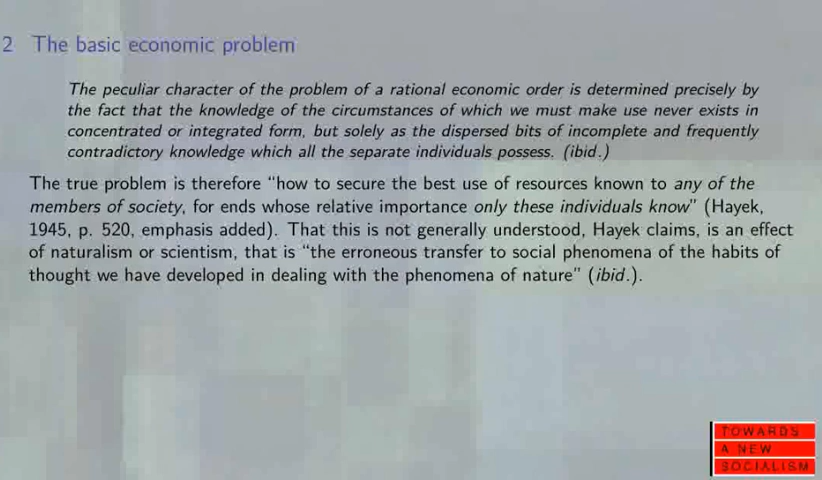 2 The basic economic problem
The peculiar character of the problem of a rational economic order is determined precisely by
the fact that the knowledge of the circumstances of which we must make use never exists in
concentrated or integrated form, but solely as the dispersed bits of incomplete and frequently
contradictory knowledge which all the separate individuals possess. (ibid.)
The true problem is therefore “how to secure the best use of resources known to any of the
members of society, for ends whose relative importance only these individuals know” (Hayek,
1945, p. 520, emphasis added). That this is not generally understood, Hayek claims, is an effect
of naturalism or scientism, that is “the erroneous transfer to social phenomena of the habits of
thought we have developed in dealing with the phenomena of nature” (ibid.).
TOWARDS
A NEW
SOCIALISM